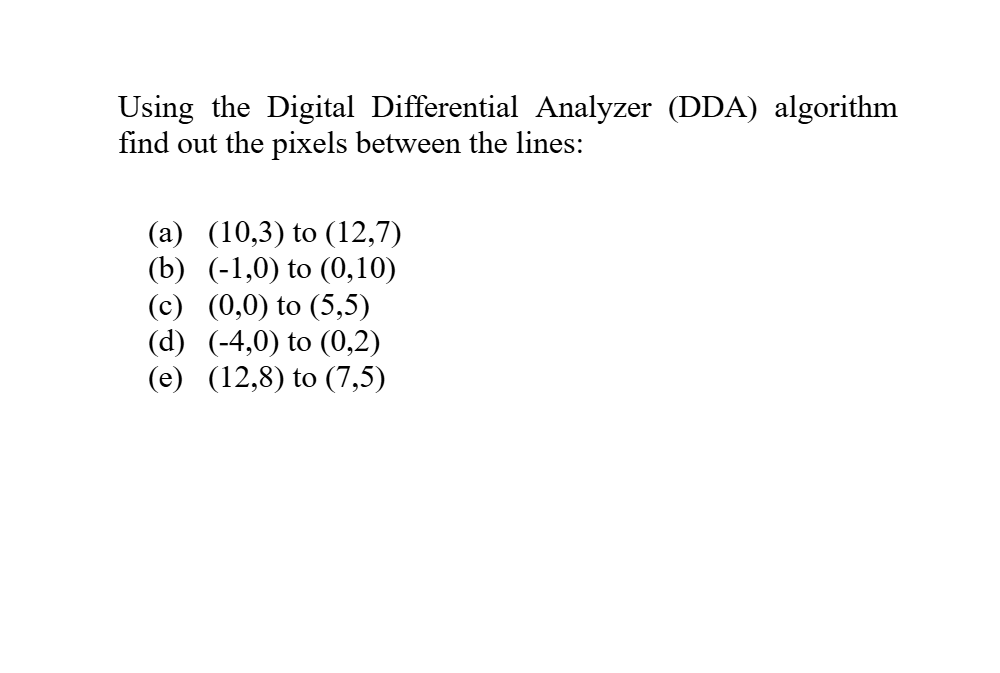 Using the Digital Differential Analyzer (DDA) algorithm
find out the pixels between the lines:
(a) (10,3) to (12,7)
(b) (-1,0) to (0,10)
(c) (0,0) to (5,5)
(d) (-4,0) to (0,2)
(e) (12,8) to (7,5)